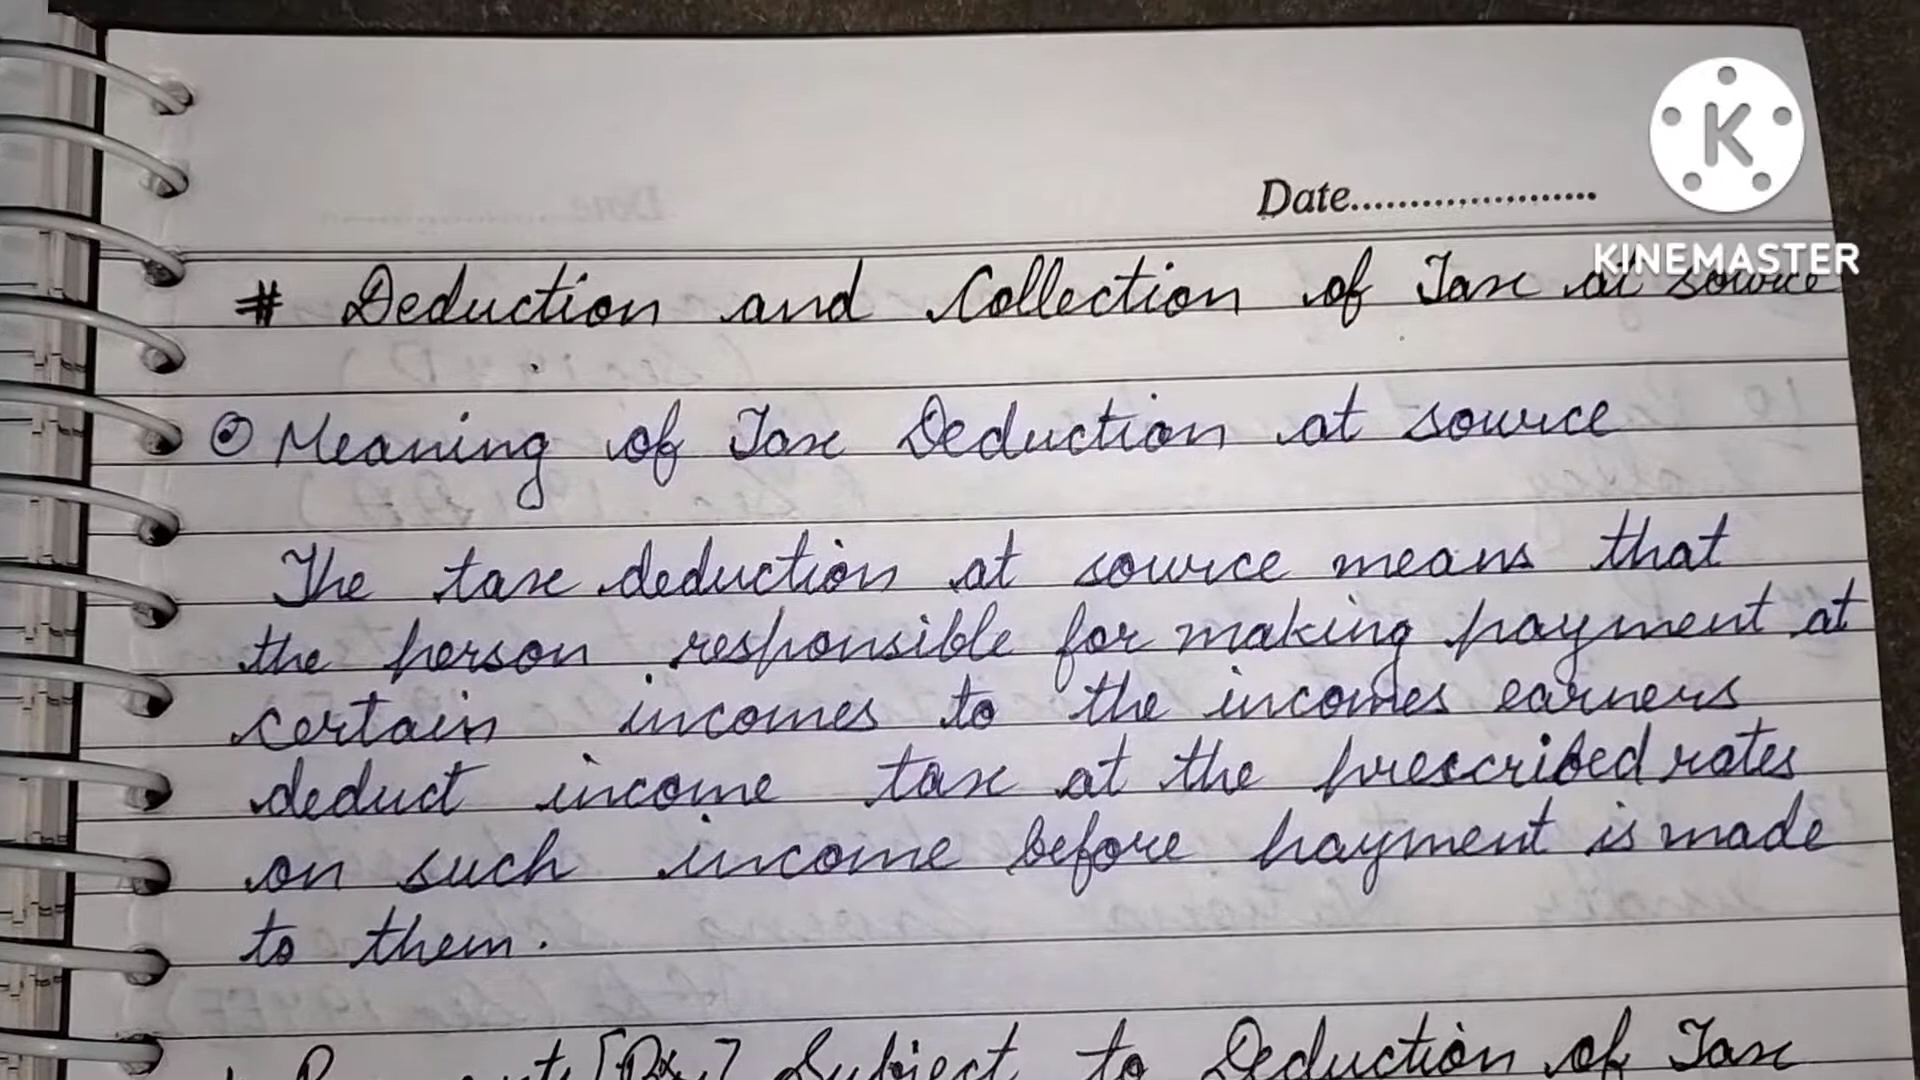 Date.....................
K
KINEMASTER
# Deduction and Collection of Tax at source
Meaning of Tax Deduction at source
The tax deduction at source means that
the person responsible for making payment at
certain incomes to the incomes earners
deduct income tax at the prescribed rates
on such income before payment is made
to them.
Subject to Deduction of Tax